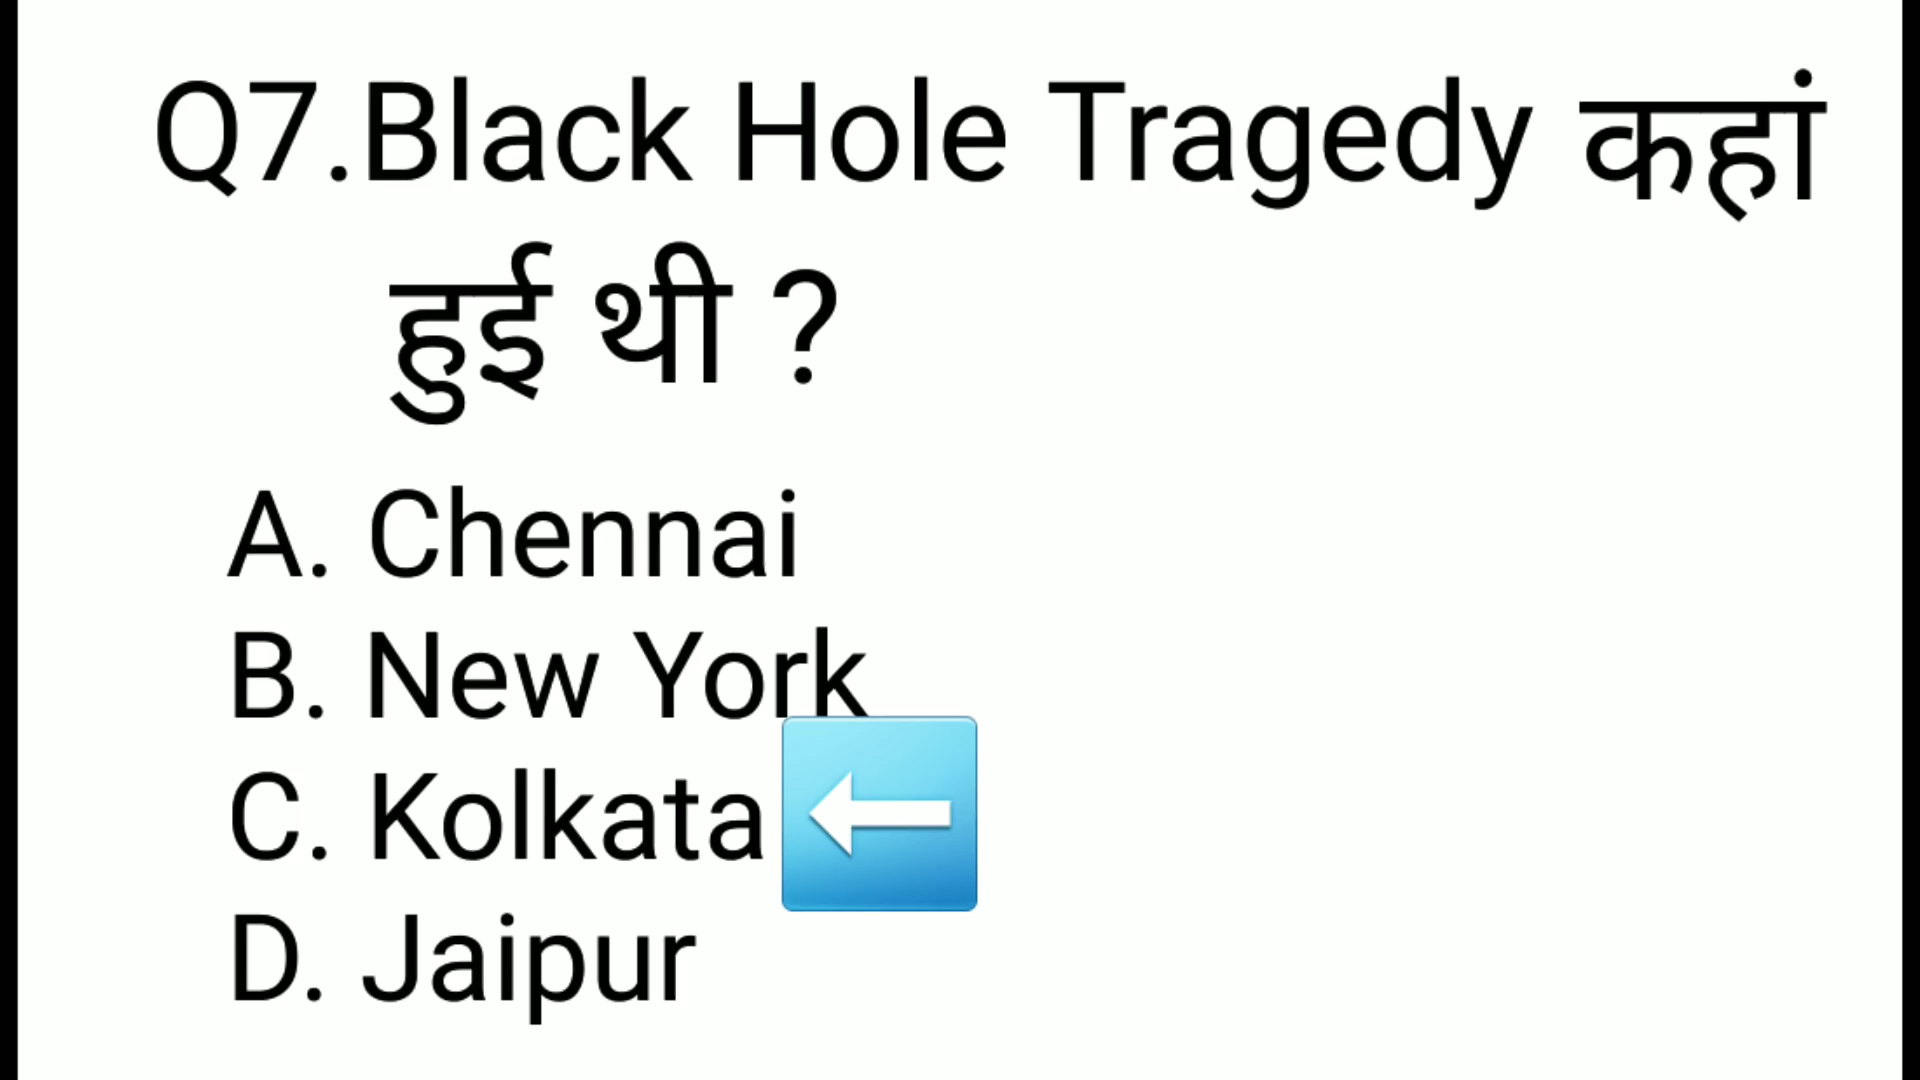 Q7.Black Hole Tragedy कहां
हुई थी ?
A. Chennai
B. New York
C. Kolkata
D. Jaipur